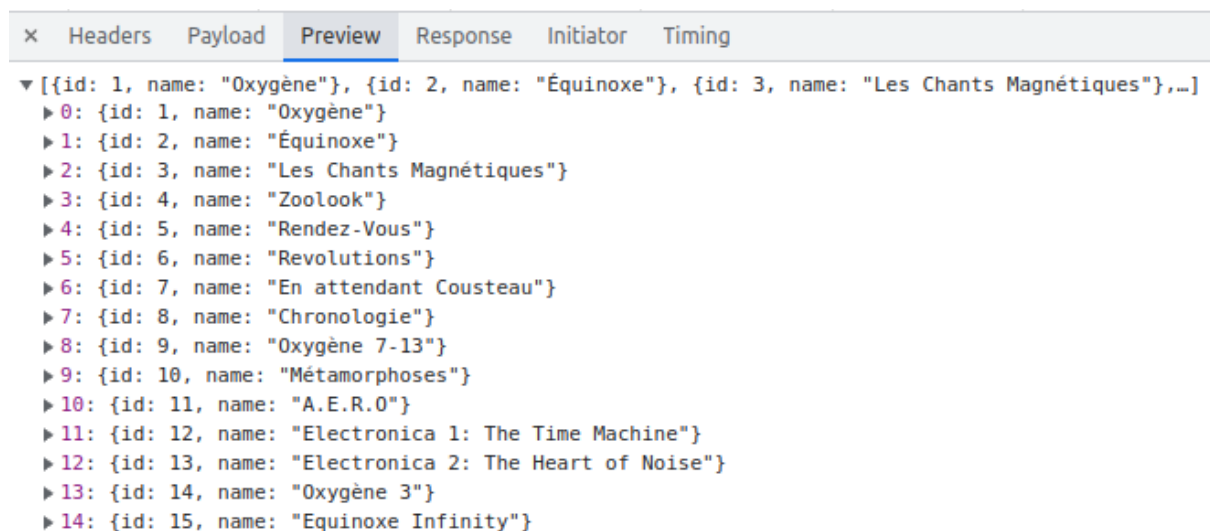 × Headers Payload Preview Response Initiator Timing
▼[{id: 1, name: "Oxygène"}, {id: 2, name: "Équinoxe"}, {id: 3, name: "Les Chants Magnétiques"},…]
▶0: {id: 1, name: "Oxygène"}
▶1: {id: 2, name: "Équinoxe"}
▶2: {id: 3, name: "Les Chants Magnétiques"}
▶3: {id: 4, name: "Zoolook"}
▶4: {id: 5, name: "Rendez-Vous"}
▶5: {id: 6, name: "Revolutions"}
▶6: {id: 7, name: "En attendant Cousteau"}
▶7: {id: 8, name: "Chronologie"}
▶8: {id: 9, name: "Oxygène 7-13"}
▶9: {id: 10, name: "Métamorphoses"}
▶10: {id: 11, name: "A.E.R.O"}
▶11: {id: 12, name: "Electronica 1: The Time Machine"}
▶12: {id: 13, name: "Electronica 2: The Heart of Noise"}
▶13: {id: 14, name: "Oxygène 3"}
▶14: {id: 15, name: "Equinoxe Infinity"}